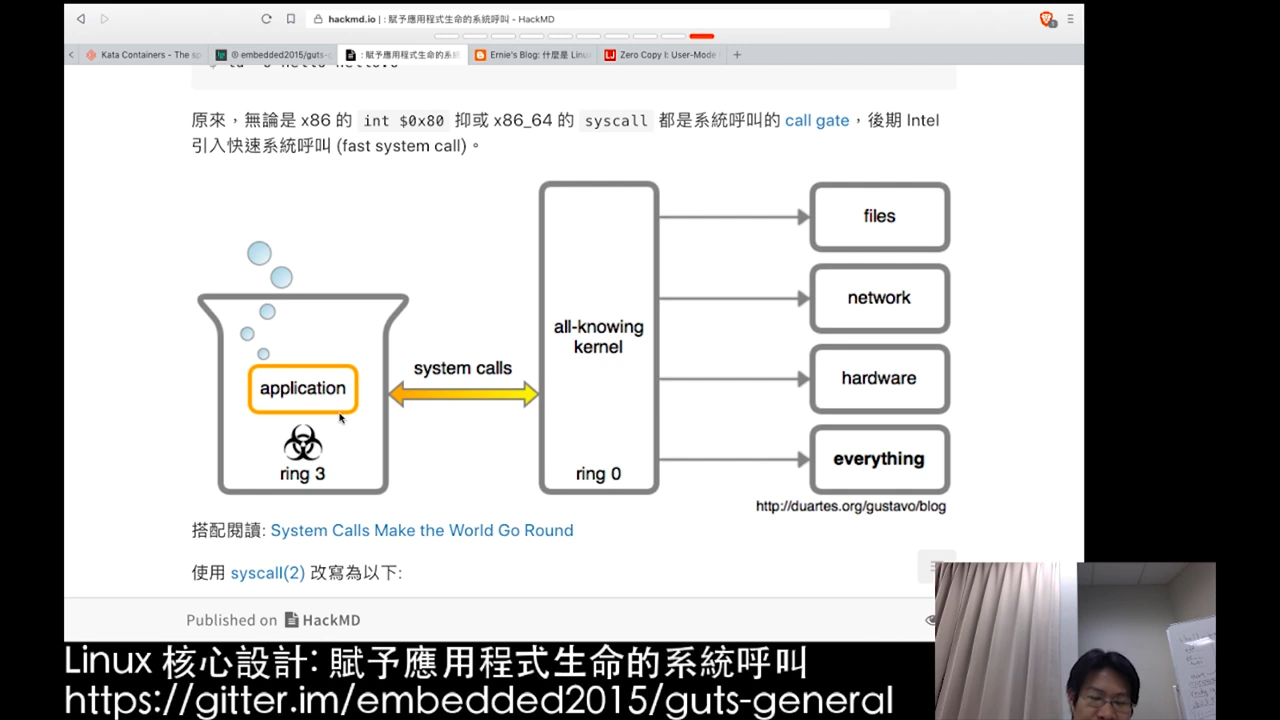 hackmd.io | : 賦予應用程式生命的系統呼叫 - HackMD
Kata Containers - The sp
embedded2015/guts-
: 賦予應用程式生命的系統
Ernie's Blog: 什麼是 Linu
Zero Copy I: User-Mode
原來，無論是 x86 的 int $0x80 抑或 x86_64 的 syscall 都是系統呼叫的 call gate，後期 Intel
引入快速系統呼叫 (fast system call)。
files
network
all-knowing
kernel
system calls
application
hardware
everything
ring 3
ring 0
http://duartes.org/gustavo/blog
搭配閱讀: System Calls Make the World Go Round
使用 syscall(2) 改寫為以下:
Published on HackMD
Linux 核心設計: 賦予應用程式生命的系統呼叫
https://gitter.im/embedded2015/guts-general